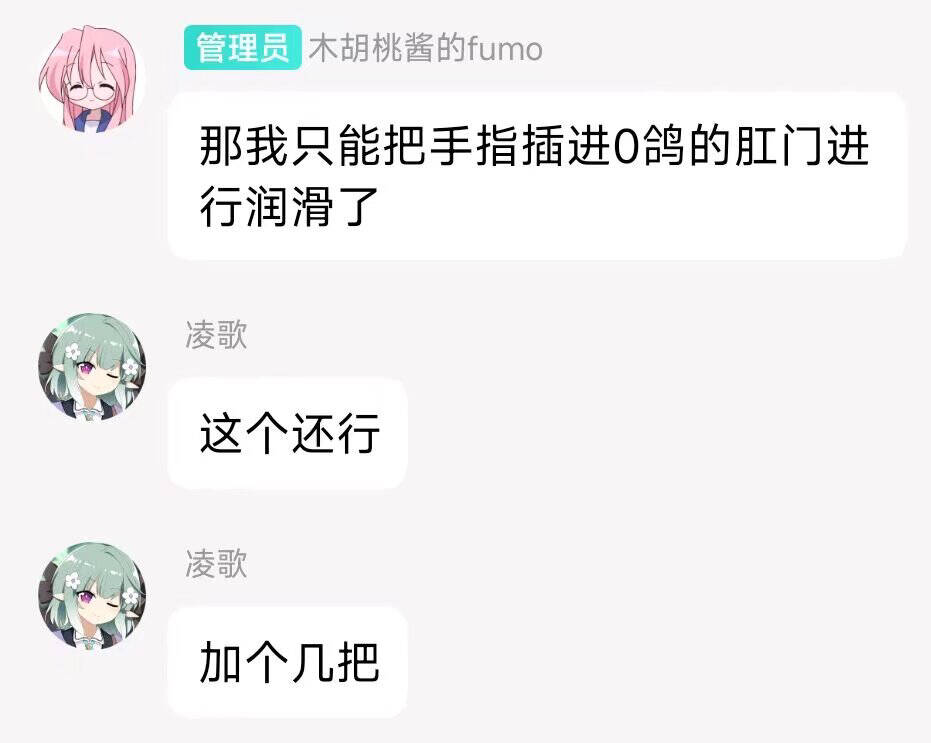 管理员 木胡桃酱的fumo
那我只能把手指插进0鸽的肛门进
行润滑了
凌歌
这个还行
凌歌
加个几把